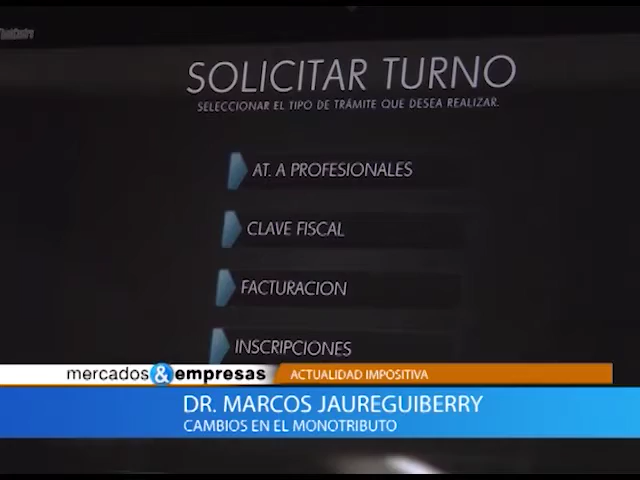 ThinkCentre
SOLICITAR TURNO
SELECCIONAR EL TIPO DE TRÁMITE QUE DESEA REALIZAR.
AT. A PROFESIONALES
CLAVE FISCAL
FACTURACION
INSCRIPCIONES
mercados&empresas
ACTUALIDAD IMPOSITIVA
DR. MARCOS JAUREGUIBERRY
CAMBIOS EN EL MONOTRIBUTO